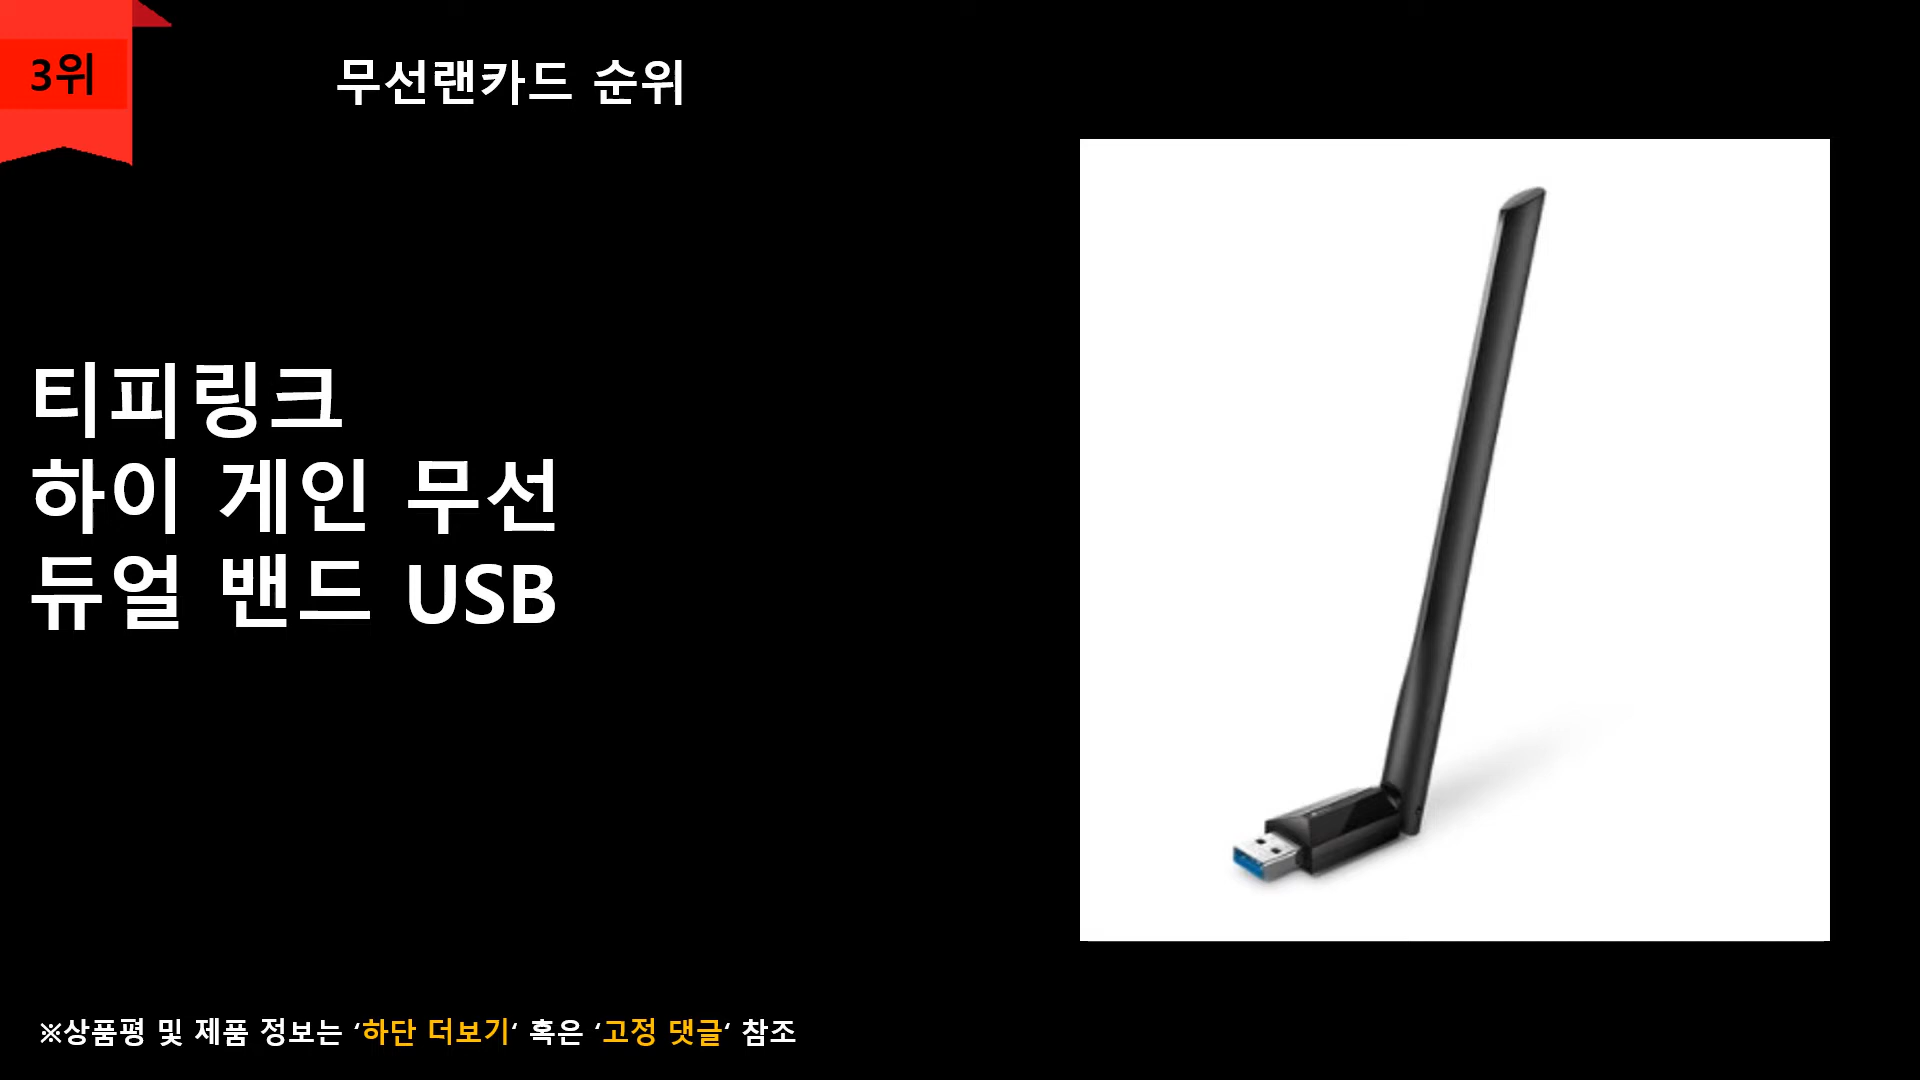 3위
무선랜카드 순위
티피링크
하이 게인 무선
듀얼 밴드 USB
※상품평 및 제품 정보는 ‘하단 더보기‘ 혹은 ‘고정 댓글‘ 참조